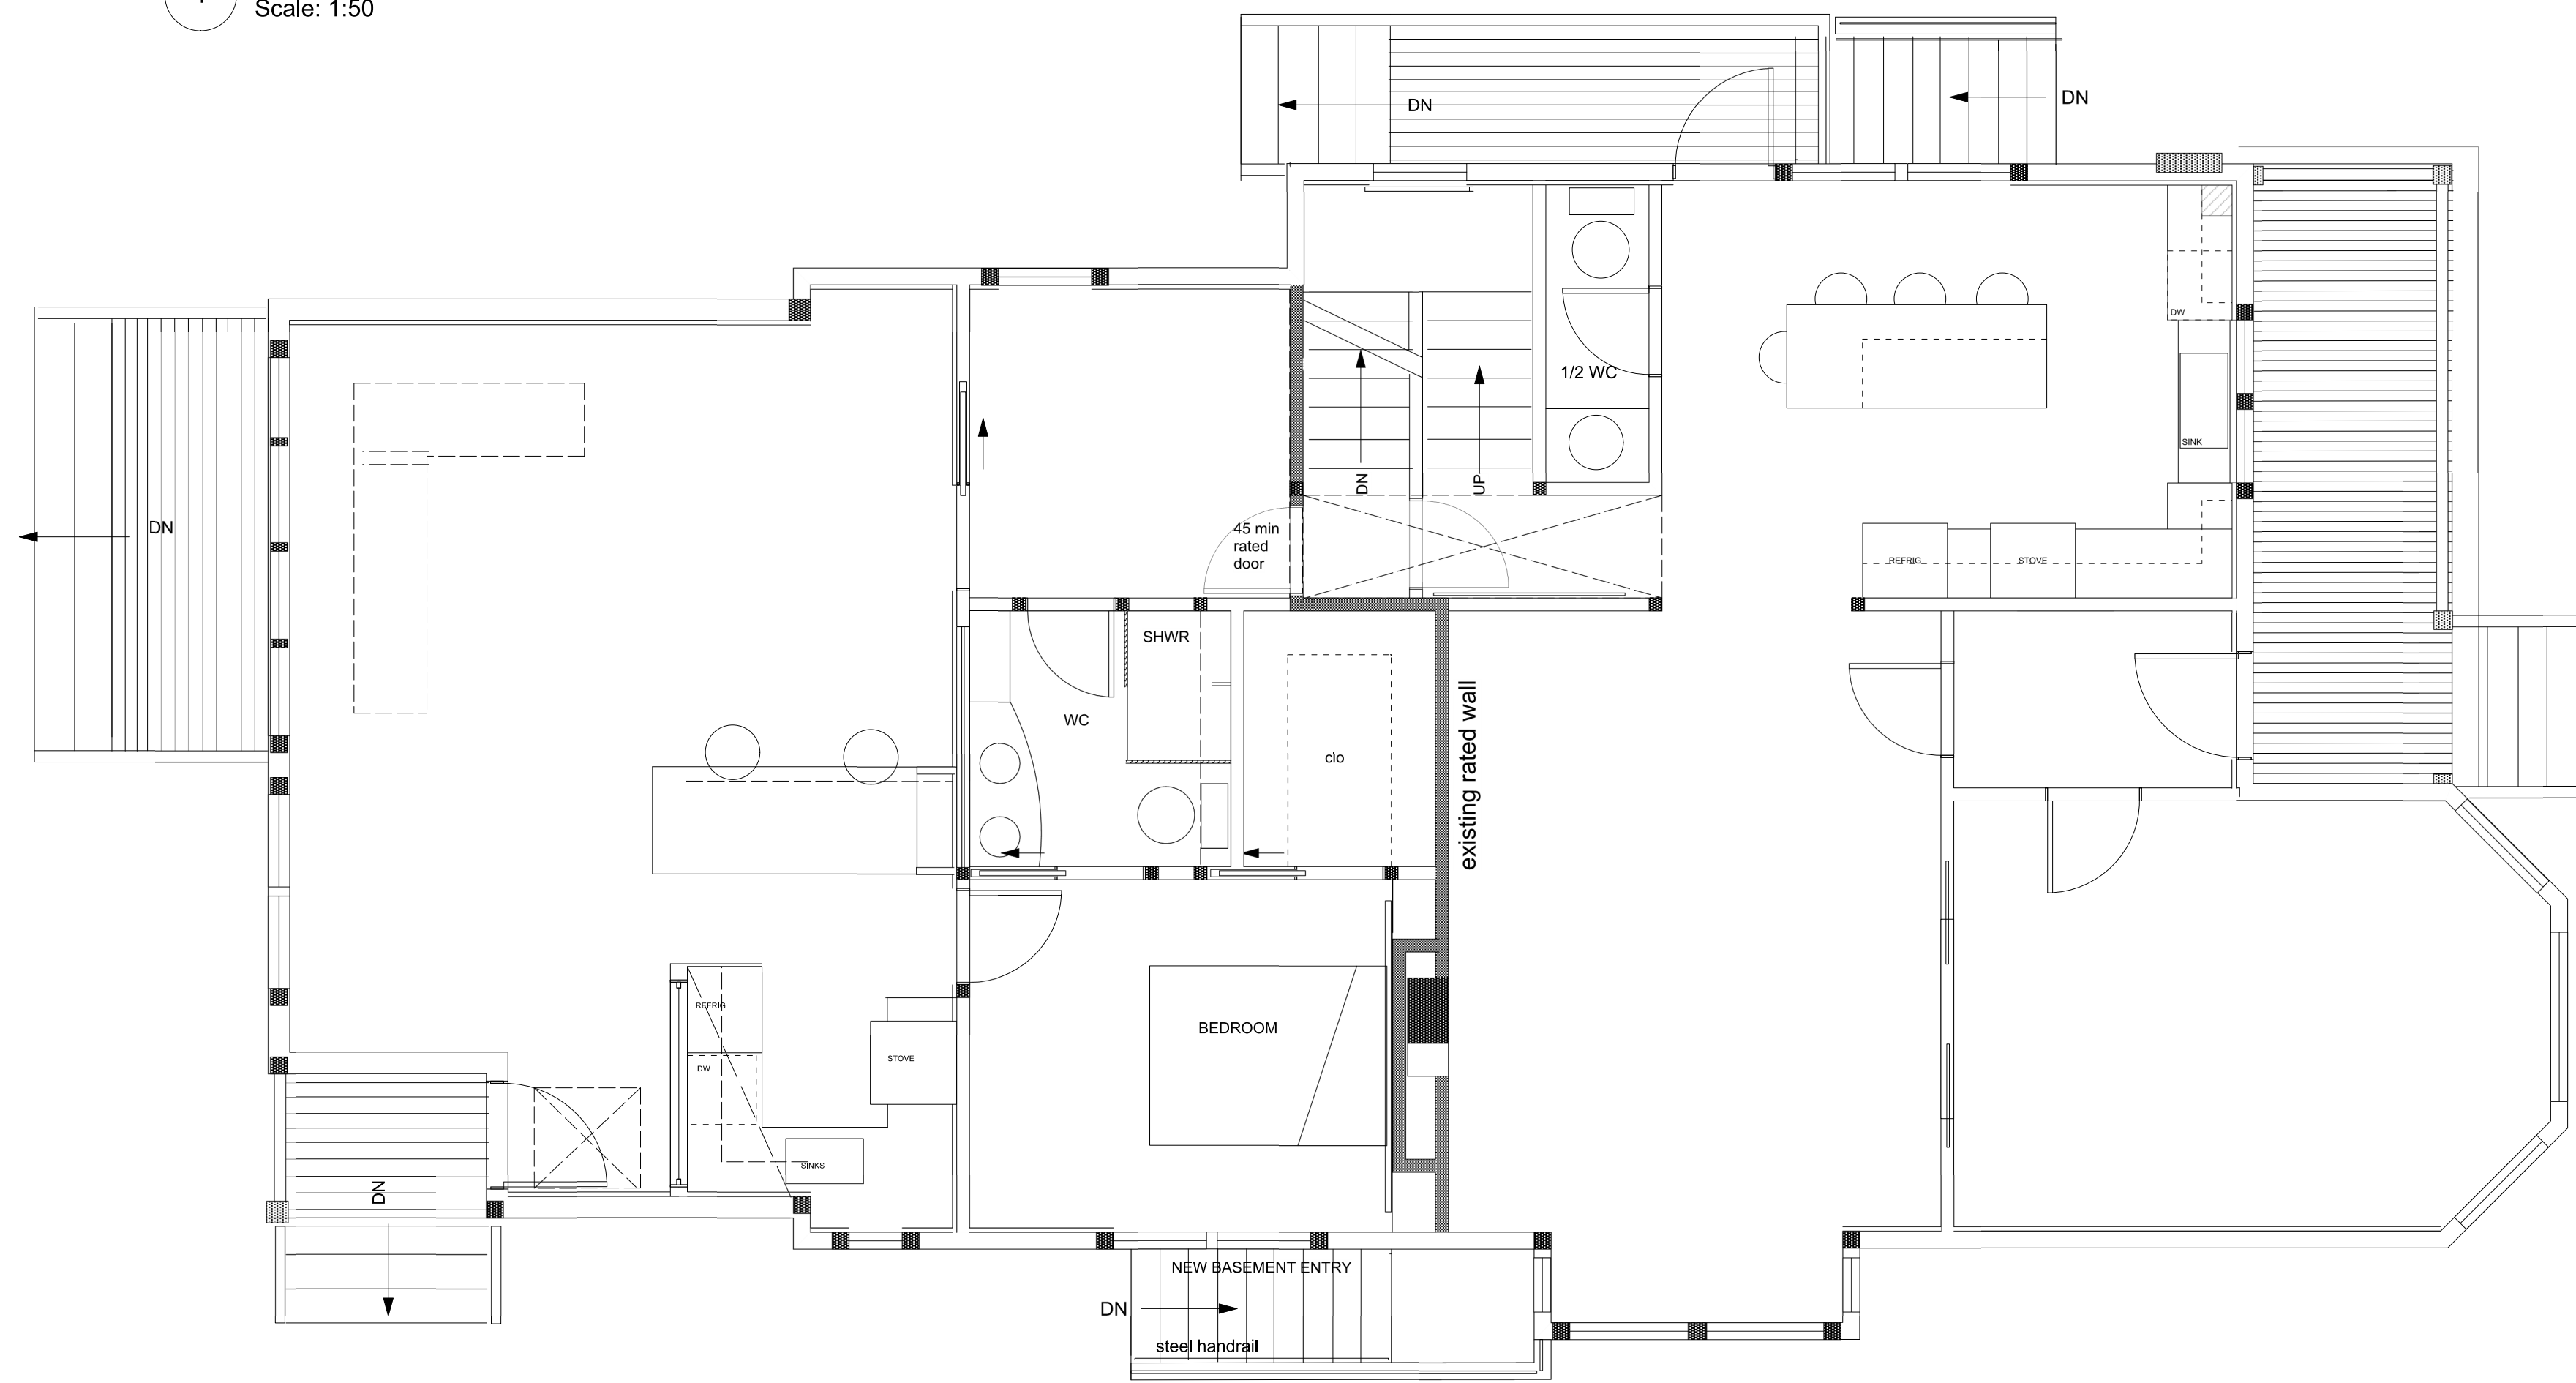 Scale: 1:50
DN
DN
1/2 WC
DW
SINK
DN
UP
DN
45 min
rated
door
REFRIG
STOVE
SHWR
WC
clo
existing rated wall
REFRIG
DW
STOVE
SINKS
BEDROOM
DN
NEW BASEMENT ENTRY
DN
steel handrail